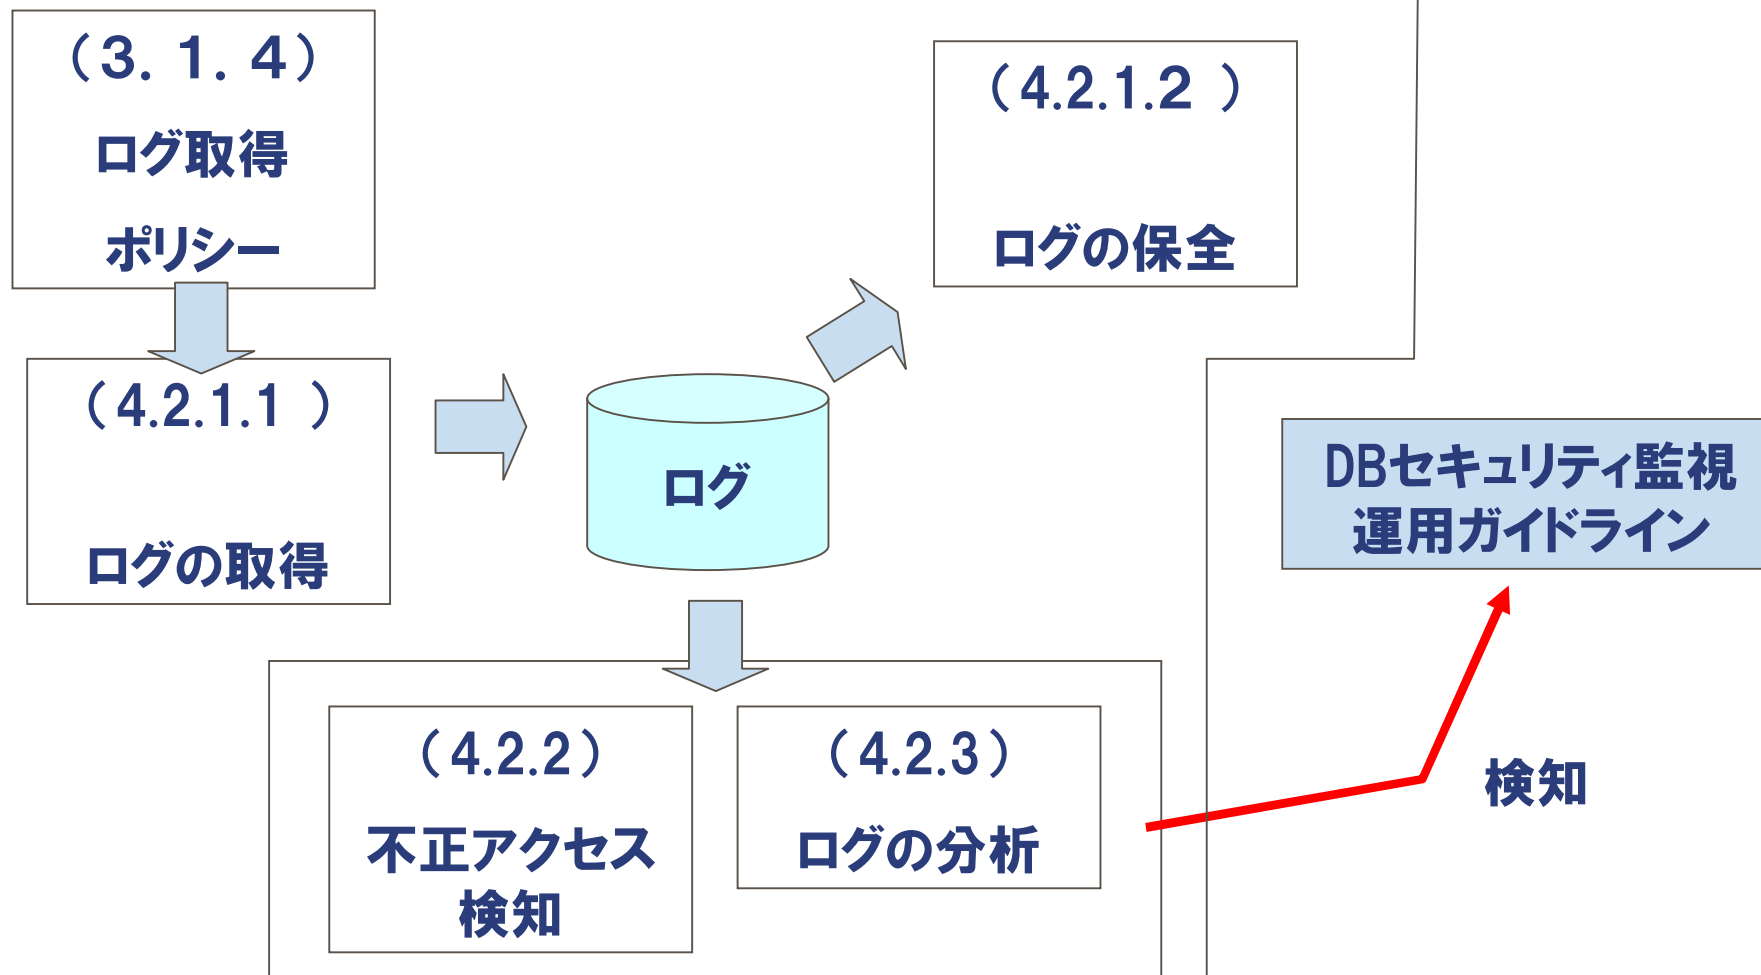 （３．１．４）
ログ取得
ポリシー
（4.2.1.2 ）
ログの保全
（4.2.1.1 ）
ログの取得
ログ
DBセキュリティ監視
運用ガイドライン
（4.2.2）
不正アクセス
検知
（4.2.3）
ログの分析
検知